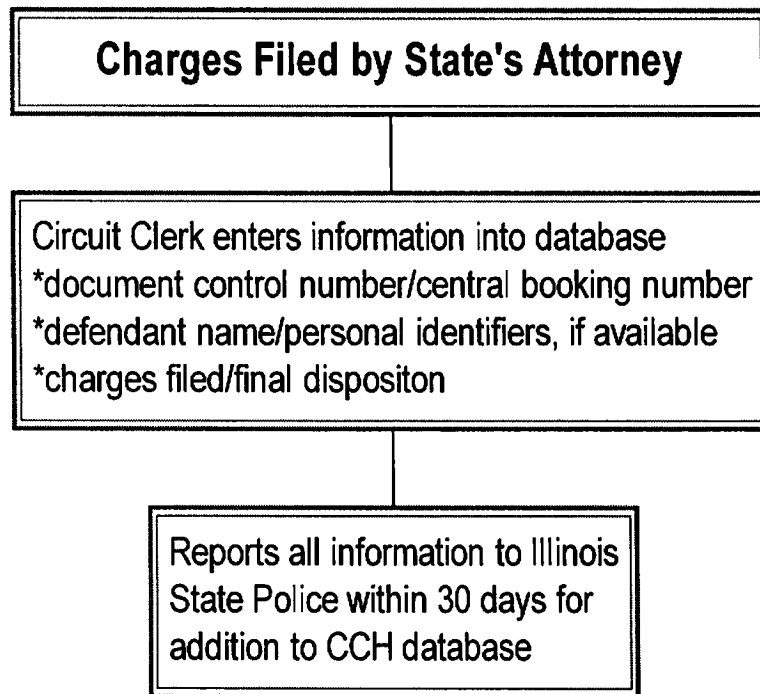 Charges Filed by State's Attorney
Circuit Clerk enters information into database
*document control number/central booking number
*defendant name/personal identifiers, if available
*charges filed/final dispositon
Reports all information to Illinois
State Police within 30 days for
addition to CCH database